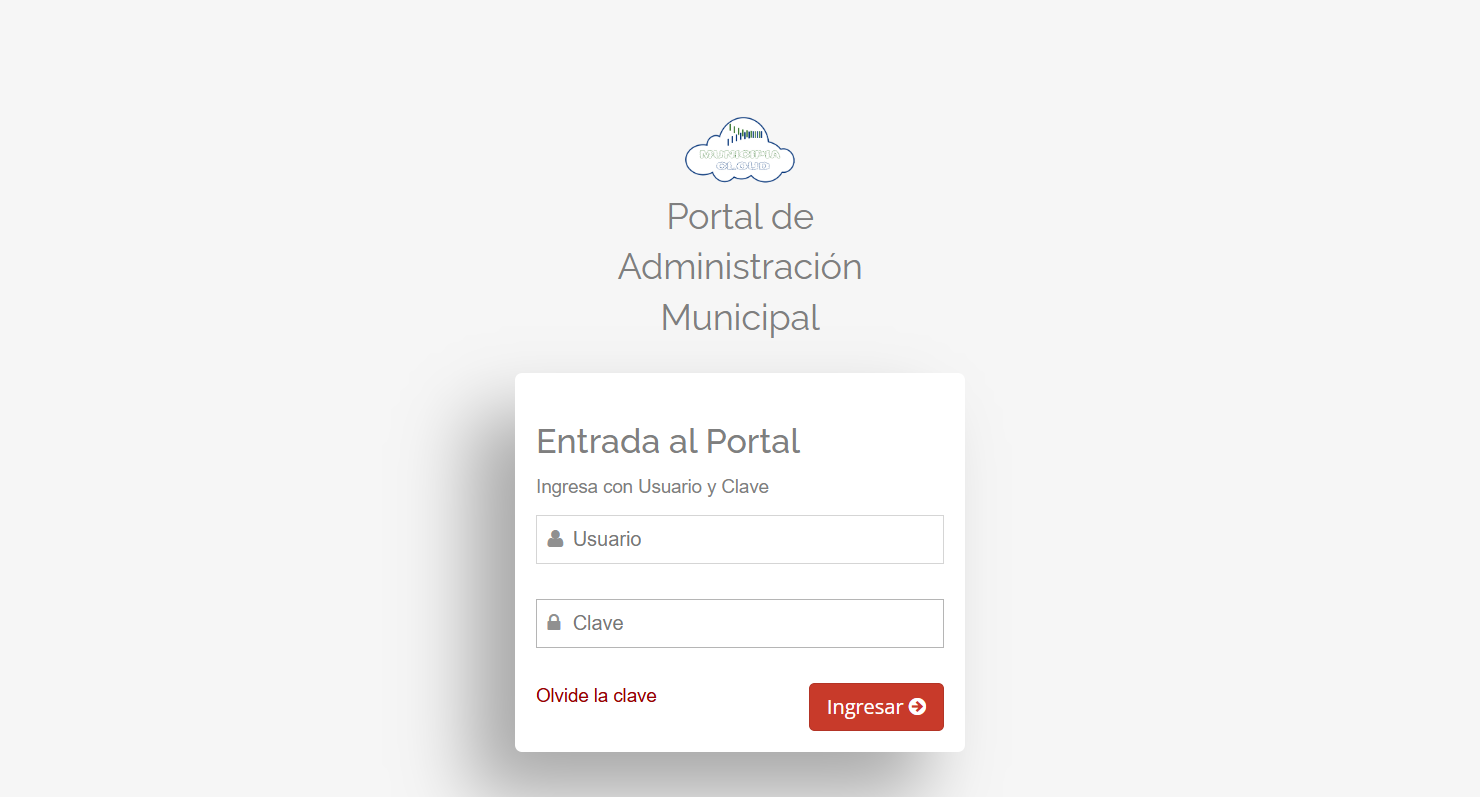 MUNICIPIA
CLOUD
Portal de
Administración
Municipal
Entrada al Portal
Ingresa con Usuario y Clave
Usuario
Clave
Olvide la clave
Ingresar